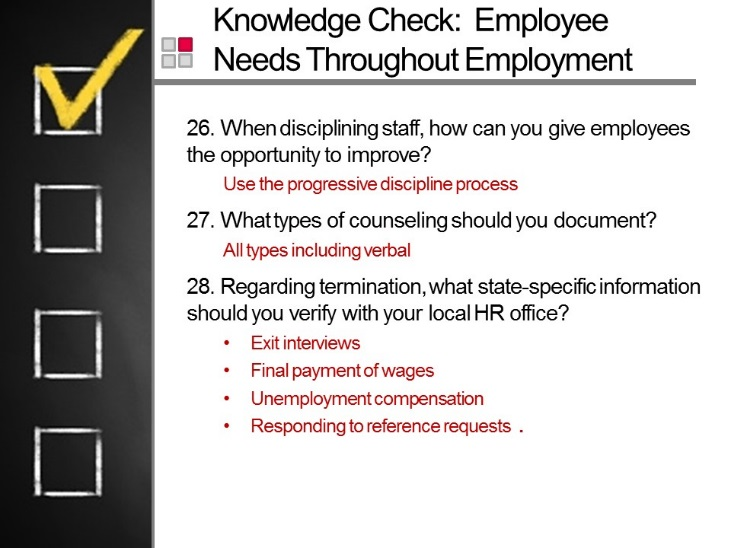 Knowledge Check:  Employee
Needs Throughout Employment
26. When disciplining staff, how can you give employees
the opportunity to improve?
Use the progressive discipline process
27. What types of counseling should you document?
All types including verbal
28. Regarding termination, what state-specific information
should you verify with your local HR office?
• Exit interviews
• Final payment of wages
• Unemployment compensation
• Responding to reference requests .